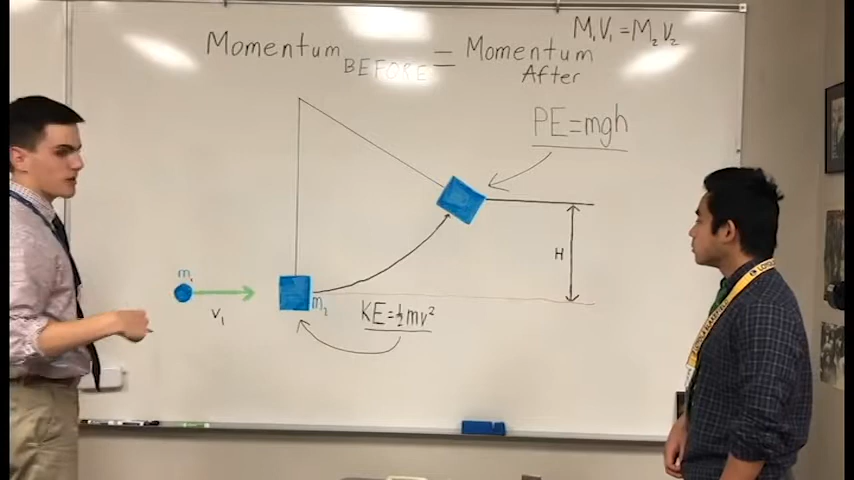 Momentum BEFORE = Momentum After
M₁V₁=M₂V₂
PE=mgh
H
m₁
V₁
m₂
KE=½mv²